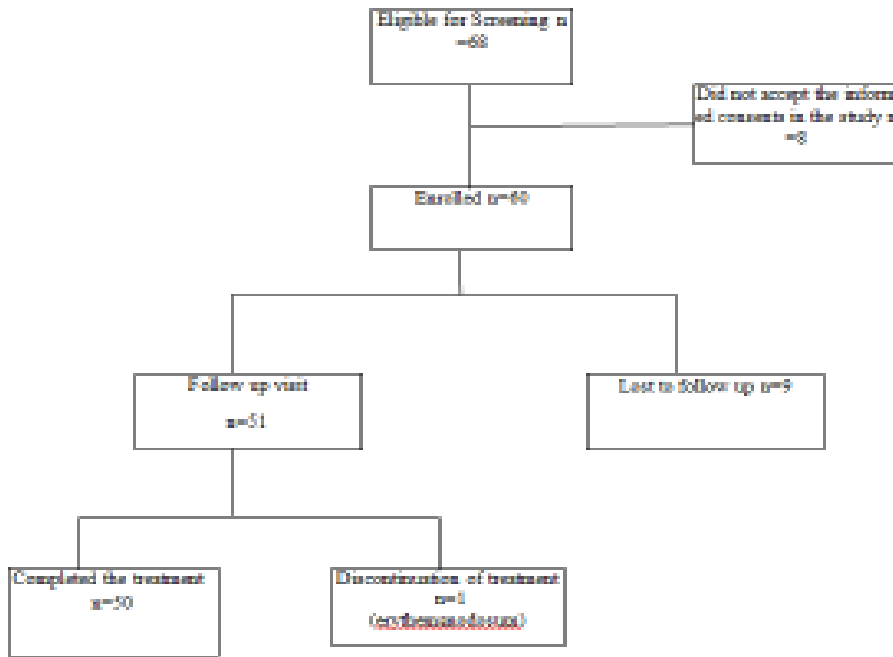 Eligible for Screening n
=68
Did not accept the inform
ed consents in the study n
=8
Enrolled n=60
Follow up visit
n=51
Lost to follow up n=9
Completed the treatment
n=50
Discontinuation of treatment
n=1
(erythemanodosum)